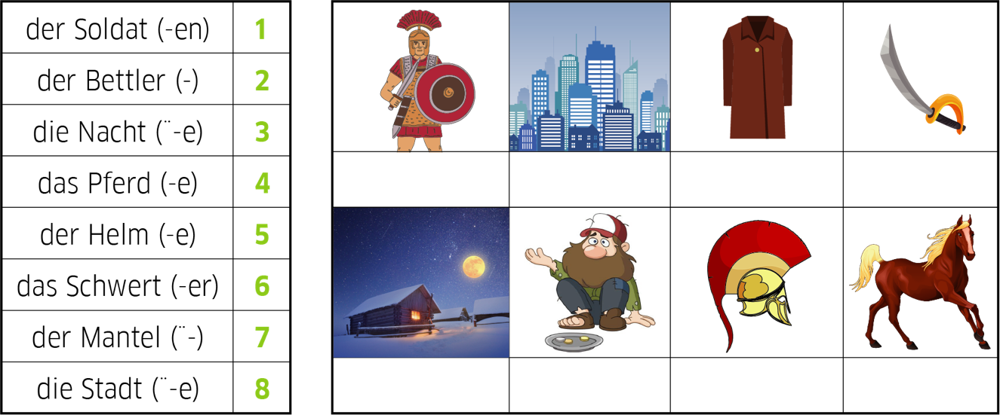 der Soldat (-en) 1
der Bettler (-) 2
die Nacht (¨-e) 3
das Pferd (-e) 4
der Helm (-e) 5
das Schwert (-er) 6
der Mantel (¨-) 7
die Stadt (¨-e) 8